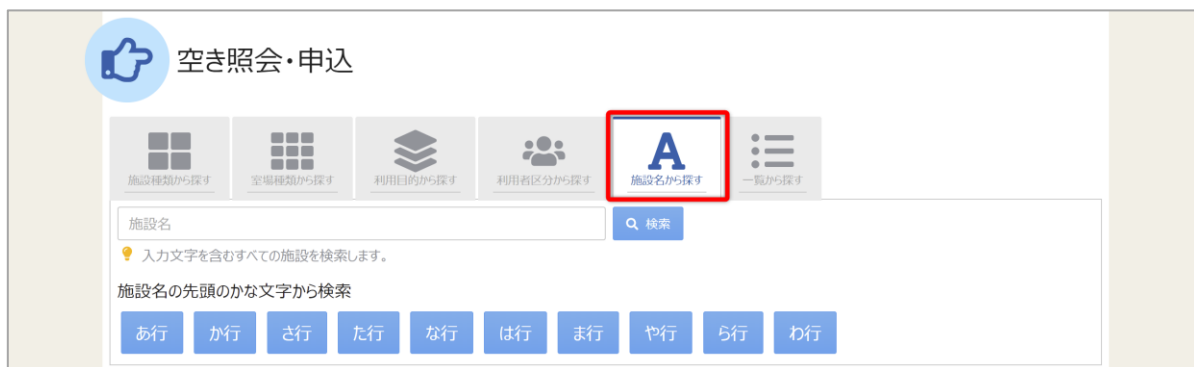 空き照会・申込
施設種類から探す
室場種類から探す
利用目的から探す
利用者区分から探す
A
施設名から探す
一覧から探す
施設名
検索
入力文字を含むすべての施設を検索します。
施設名の先頭のかな文字から検索
あ行 か行 さ行 た行 な行 は行 ま行 や行 ら行 わ行